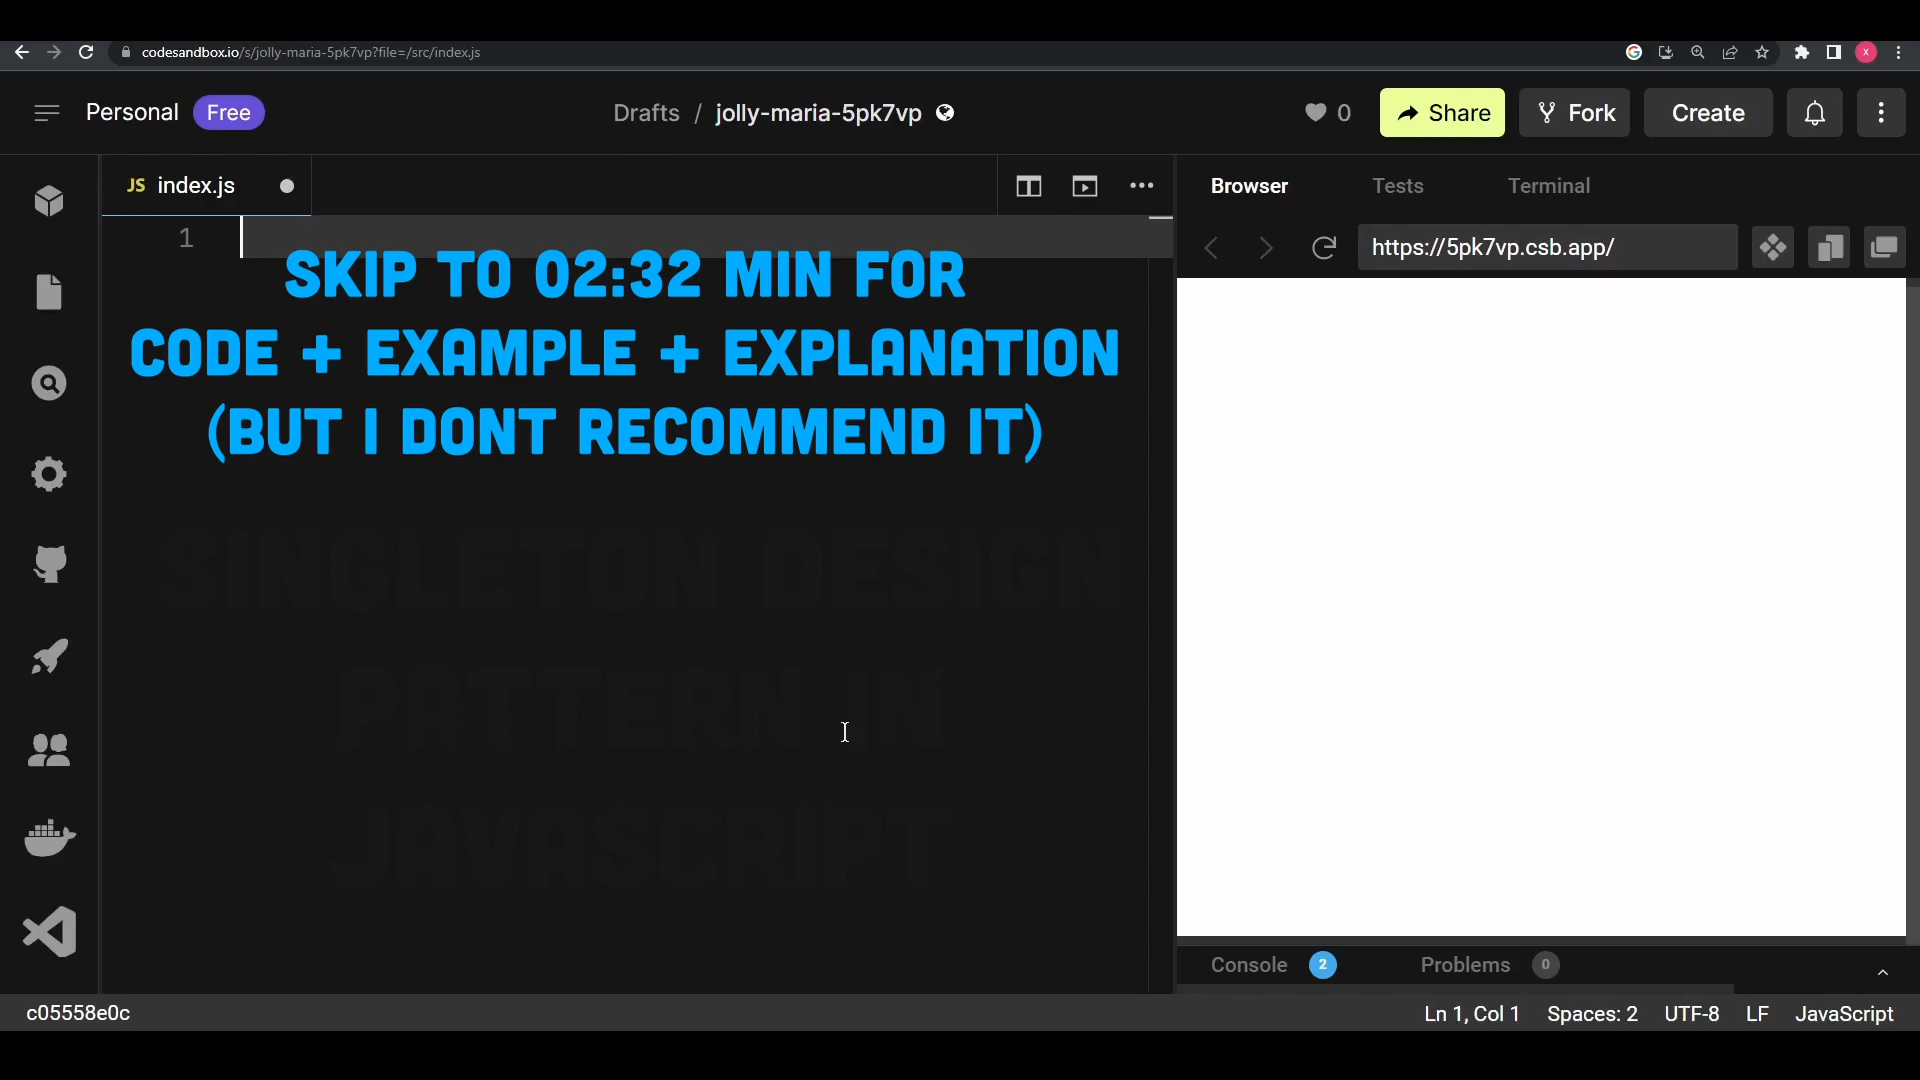 codesandbox.io/s/jolly-maria-5pk7vp?file=/src/index.js
X
Personal Free
Drafts / jolly-maria-5pk7vp
0 Share Fork Create
JS index.js
Browser Tests Terminal
1
https://5pk7vp.csb.app/
SKIP TO 02:32 MIN FOR
CODE + EXAMPLE + EXPLANATION
(BUT I DONT RECOMMEND IT)
SINGLETON DESIGN
PATTERN IN
JAVASCRIPT
Console 2 Problems 0
c05558e0c
Ln 1, Col 1 Spaces: 2 UTF-8 LF JavaScript